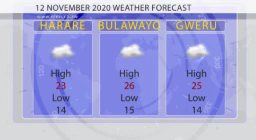 12 NOVEMBER 2020 WEATHER FORECAST
HARARE BULAWAYO GWERU
High High High
23 26 25
Low Low Low
14 15 14